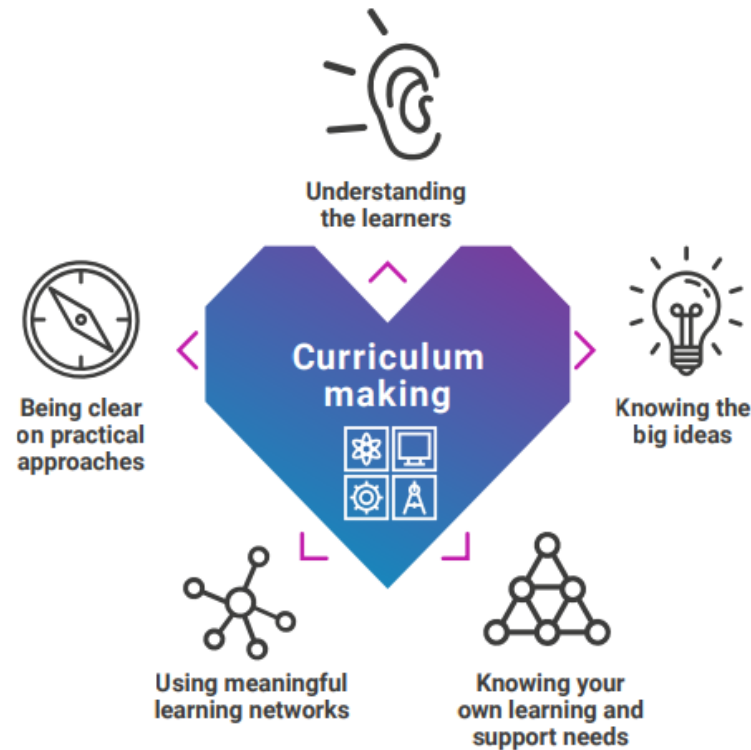 Understanding
the learners
Curriculum
making
Being clear
on practical
approaches
Knowing the
big ideas
Using meaningful
learning networks
Knowing your
own learning and
support needs